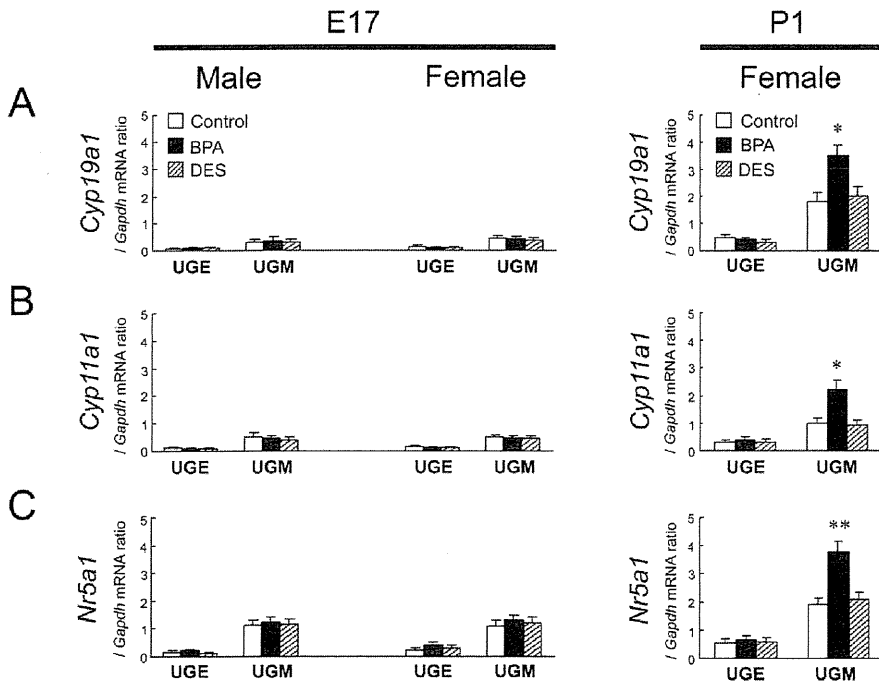 E17 P1
Male Female Female
A
Cyp19a1
/ Gapdh mRNA ratio
5
4
3
2
1
0
Control
BPA
DES
UGE UGM UGE UGM
Cyp19a1
/ Gapdh mRNA ratio
5
4
3
2
1
0
Control
BPA
DES
*
UGE UGM
B
Cyp11a1
/ Gapdh mRNA ratio
5
4
3
2
1
0
UGE UGM UGE UGM
Cyp11a1
/ Gapdh mRNA ratio
5
4
3
2
1
0
*
UGE UGM
C
Nr5a1
/ Gapdh mRNA ratio
5
4
3
2
1
0
UGE UGM UGE UGM
Nr5a1
/ Gapdh mRNA ratio
5
4
3
2
1
0
**
UGE UGM